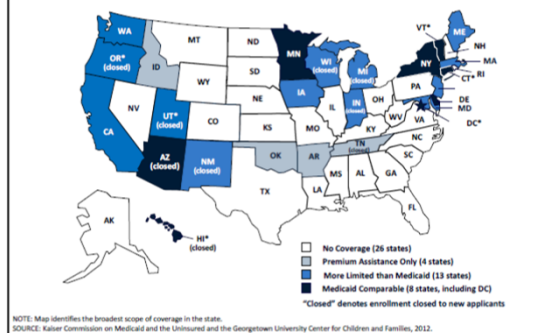 WA
OR*
(closed)
CA
NV
ID
MT
WY
UT*
(closed)
AZ
(closed)
NM
(closed)
CO
ND
SD
NE
KS
OK
TX
MN
IA
MO
AR
LA
WI
(closed)
IL
MI
(closed)
IN
(closed)
OH
KY
TN
(closed)
MS
AL
GA
FL
SC
NC
VA
WV
PA
NY
VT*
ME
NH
MA
RI
CT*
DE
MD
DC*
AK
HI*
(closed)
No Coverage (26 states)
Premium Assistance Only (4 states)
More Limited than Medicaid (13 states)
Medicaid Comparable (8 states, including DC)
"Closed" denotes enrollment closed to new applicants
NOTE: Map identifies the broadest scope of coverage in the state.
SOURCE: Kaiser Commission on Medicaid and the Uninsured and the Georgetown University Center for Children and Families, 2012.